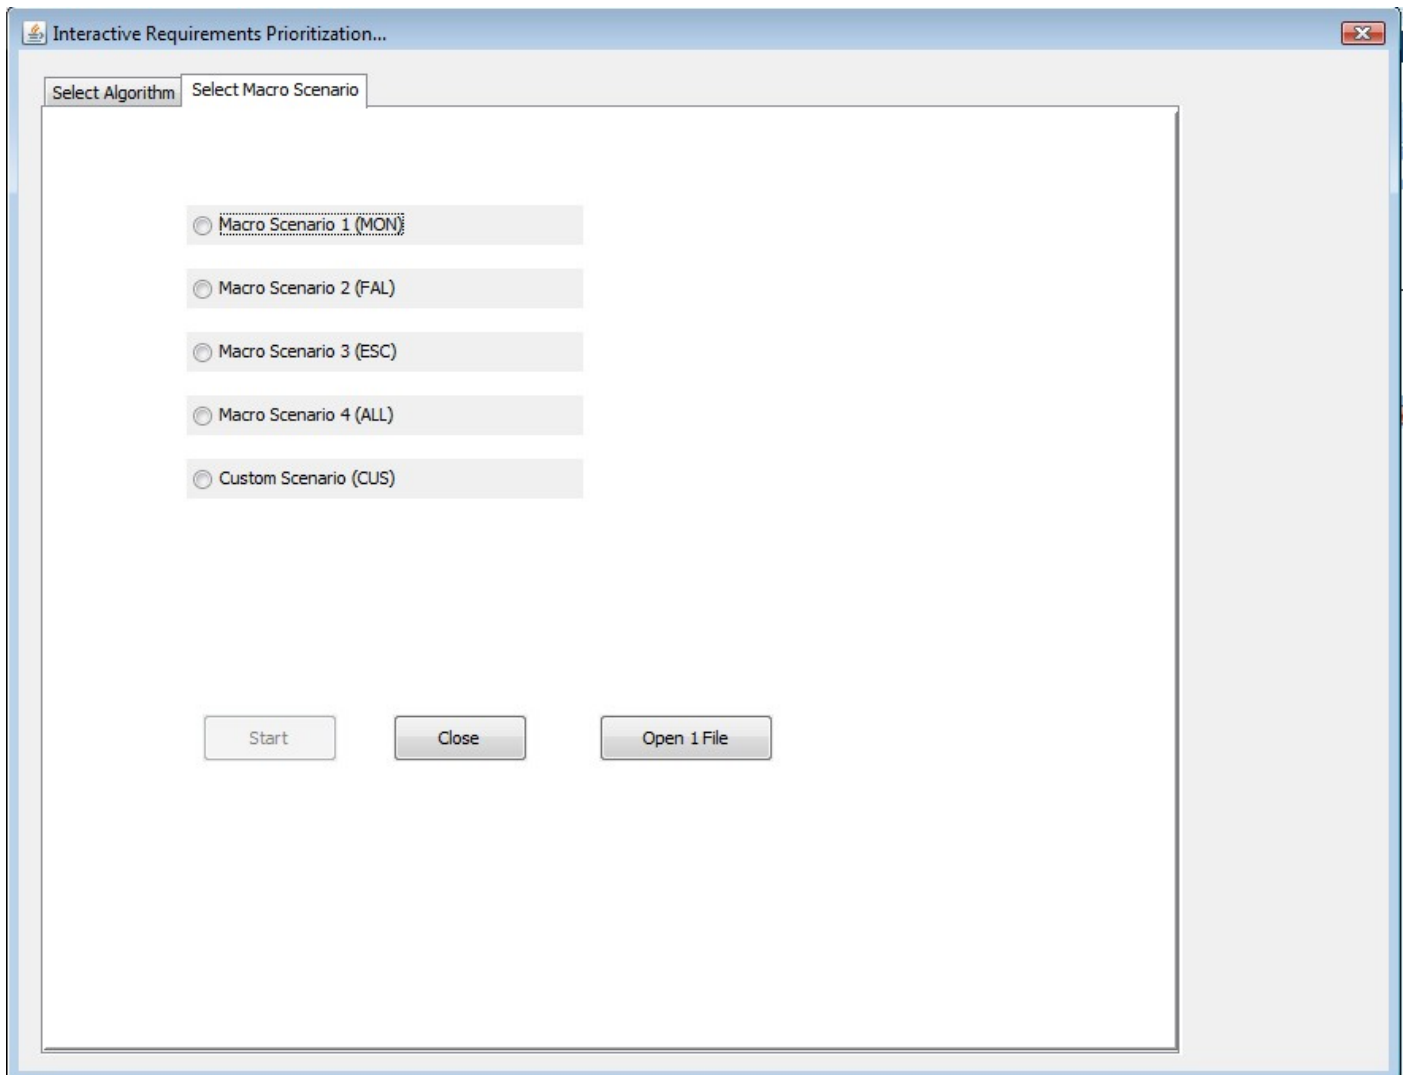 Interactive Requirements Prioritization...
Select Algorithm Select Macro Scenario
Macro Scenario 1 (MON)
Macro Scenario 2 (FAL)
Macro Scenario 3 (ESC)
Macro Scenario 4 (ALL)
Custom Scenario (CUS)
Start Close Open 1 File